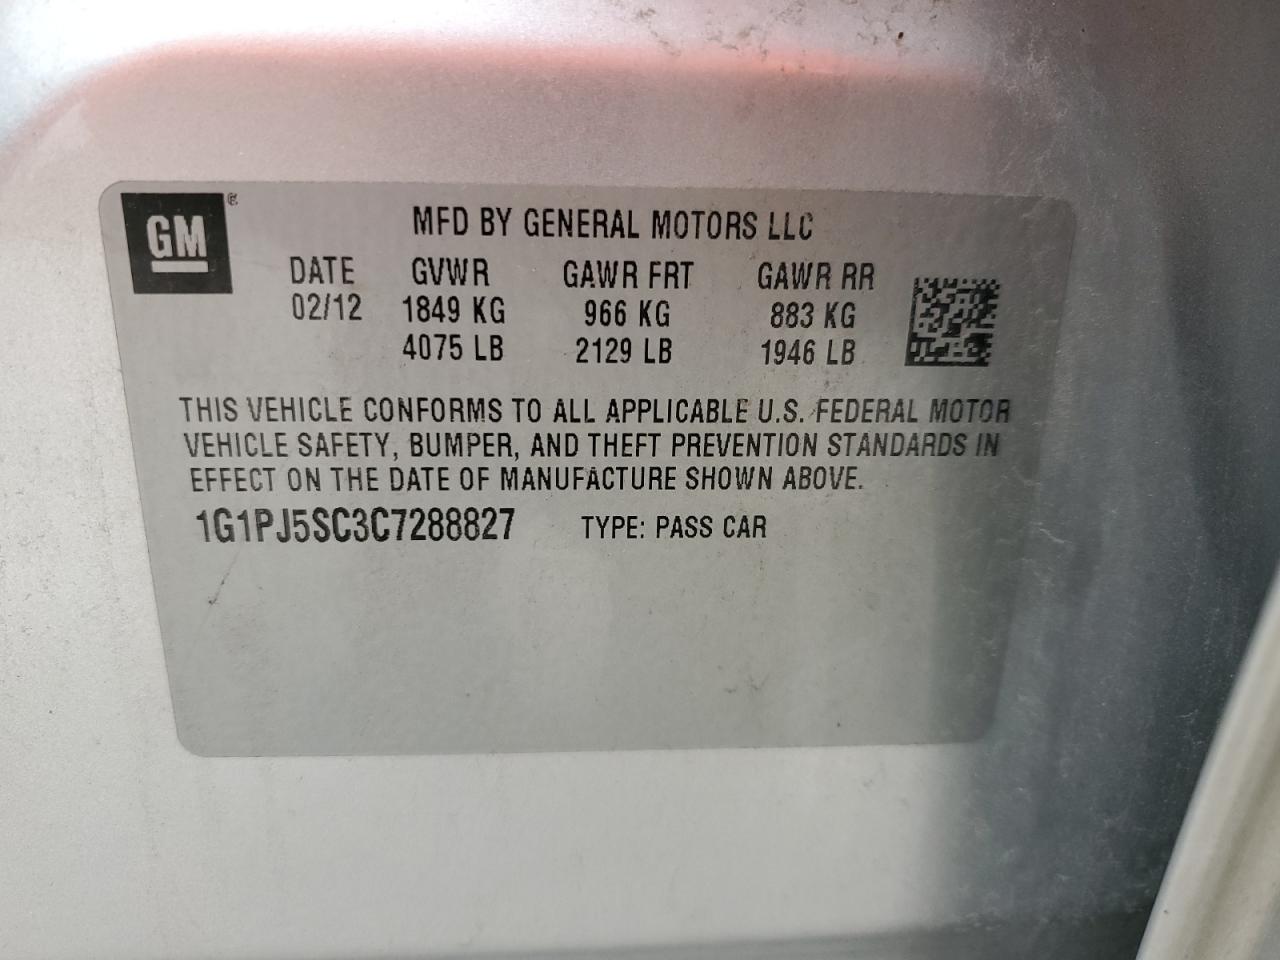 GM ®
MFD BY GENERAL MOTORS LLC
DATE GVWR GAWR FRT GAWR RR
02/12 1849 KG 966 KG 883 KG
4075 LB 2129 LB 1946 LB
THIS VEHICLE CONFORMS TO ALL APPLICABLE U.S. FEDERAL MOTOR
VEHICLE SAFETY, BUMPER, AND THEFT PREVENTION STANDARDS IN
EFFECT ON THE DATE OF MANUFACTURE SHOWN ABOVE.
1G1PJ5SC3C7288827 TYPE: PASS CAR